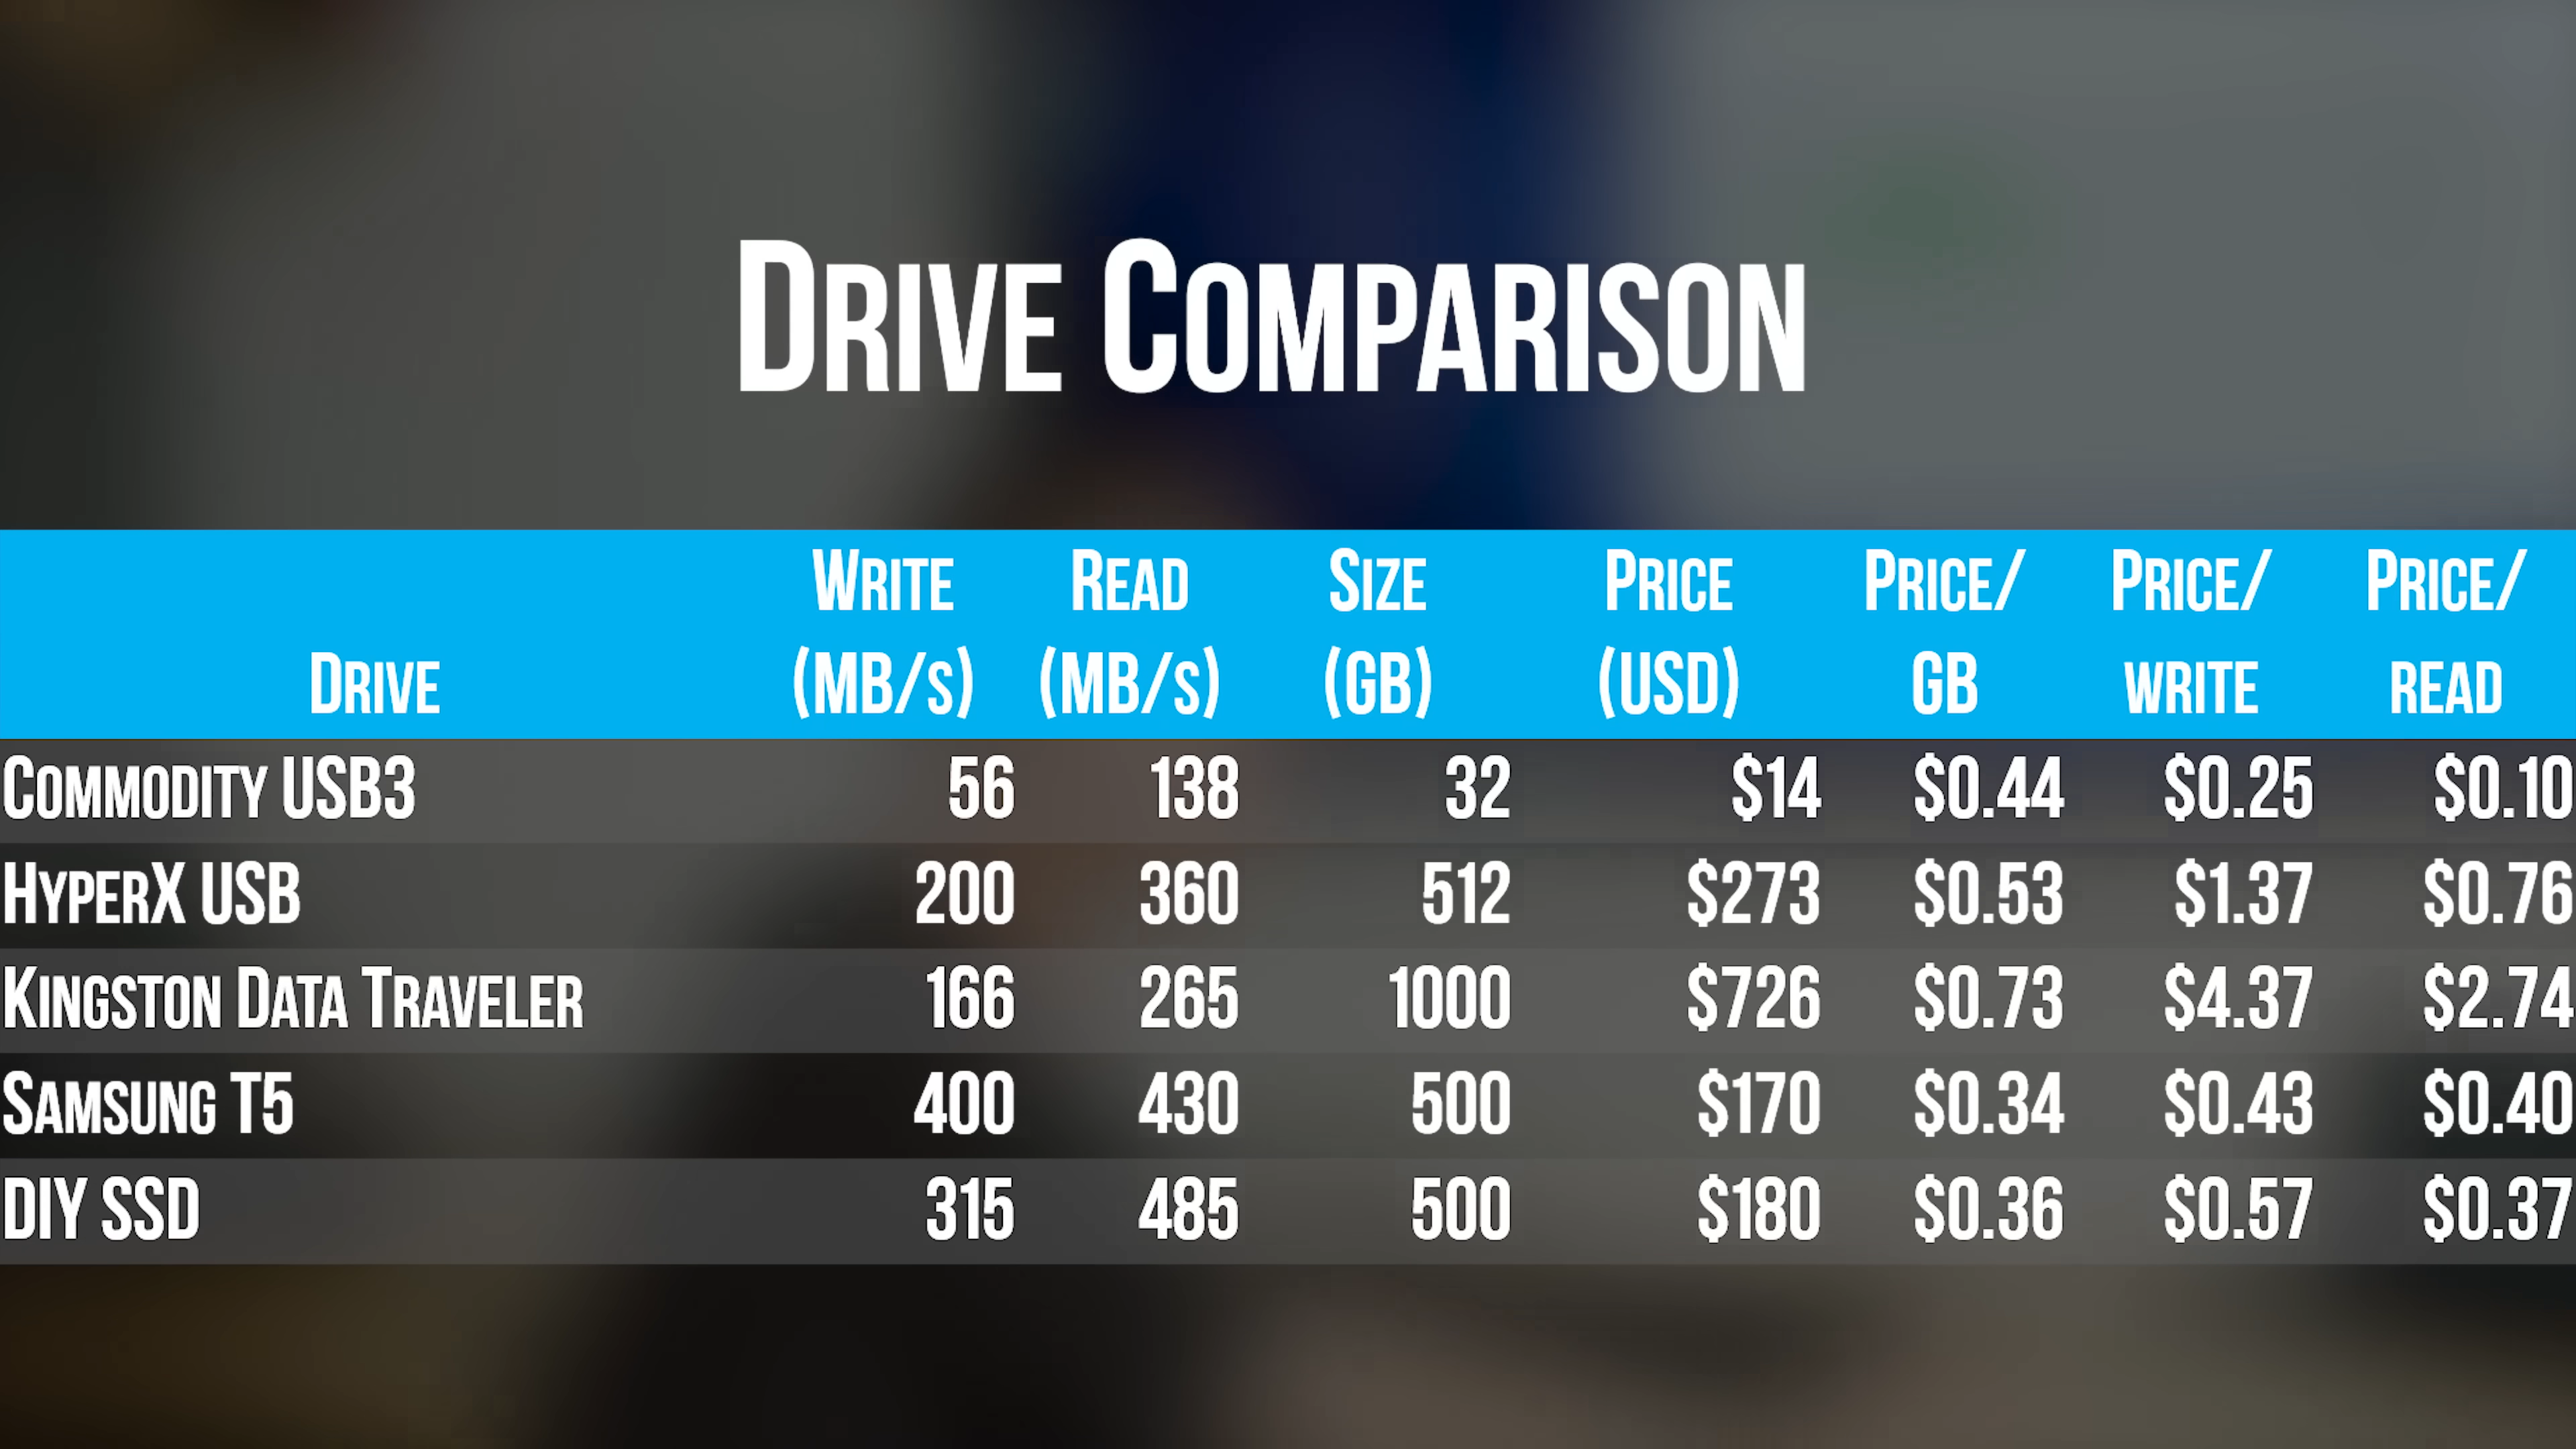 Drive Comparison
Drive Write (MB/s) Read (MB/s) Size (GB) Price (USD) Price/ GB Price/ write Price/ read
Commodity USB3 56 138 32 $14 $0.44 $0.25 $0.10
HyperX USB 200 360 512 $273 $0.53 $1.37 $0.76
Kingston Data Traveler 166 265 1000 $726 $0.73 $4.37 $2.74
Samsung T5 400 430 500 $170 $0.34 $0.43 $0.40
DIY SSD 315 485 500 $180 $0.36 $0.57 $0.37